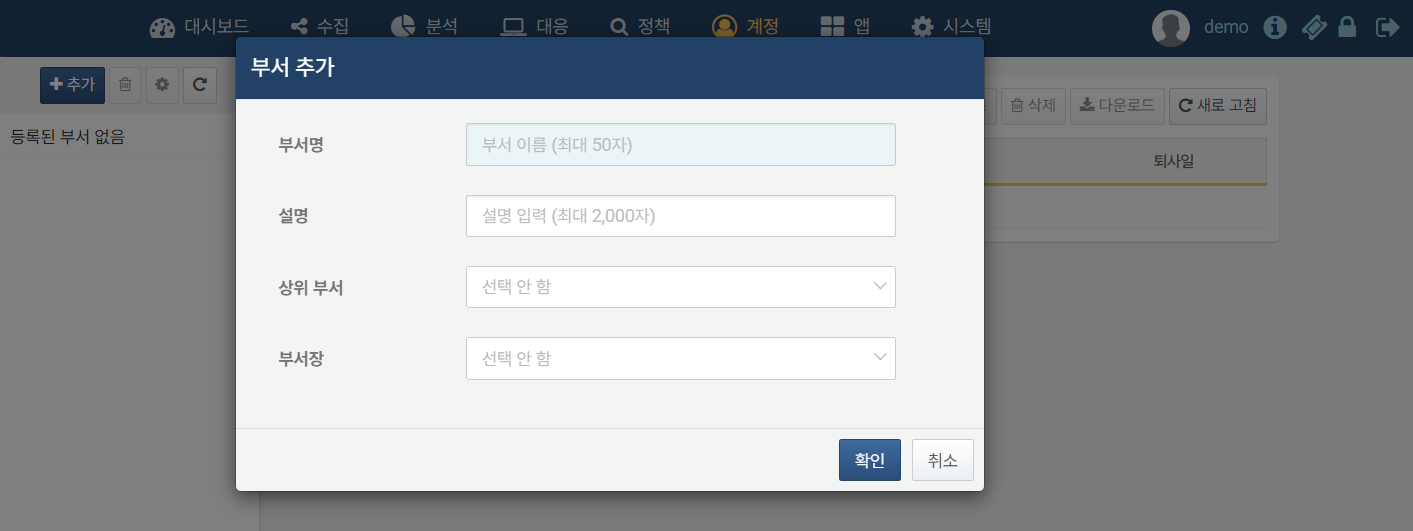 대시보드 수집 분석 대응 정책 계정 앱 시스템 demo
부서 추가
추가
삭제 다운로드 새로 고침
등록된 부서 없음
퇴사일
부서명 부서 이름 (최대 50자)
설명 설명 입력 (최대 2,000자)
상위 부서 선택 안 함
부서장 선택 안 함
확인 취소